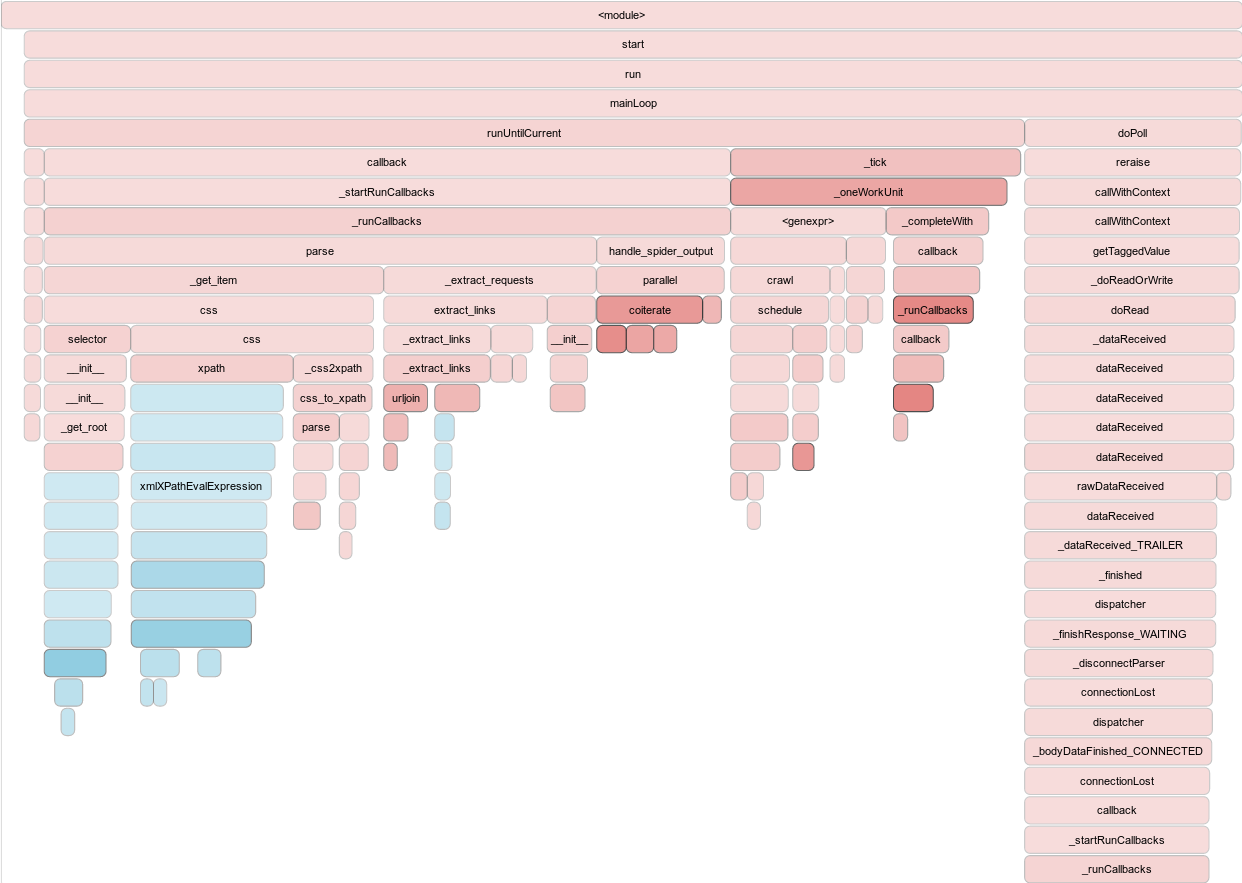 <module>
start
run
mainLoop
runUntilCurrent doPoll
callback _tick reraise
_startRunCallbacks _oneWorkUnit callWithContext
_runCallbacks <genexpr> _completeWith callWithContext
parse handle_spider_output callback getTaggedValue
_get_item _extract_requests parallel crawl _doReadOrWrite
css extract_links coiterate schedule _runCallbacks doRead
selector css _extract_links __init__ callback _dataReceived
__init__ xpath _css2xpath _extract_links dataReceived
__init__ css_to_xpath urljoin dataReceived
_get_root parse dataReceived
dataReceived
xmlXPathEvalExpression rawDataReceived
dataReceived
_dataReceived_TRAILER
_finished
dispatcher
_finishResponse_WAITING
_disconnectParser
connectionLost
dispatcher
_bodyDataFinished_CONNECTED
connectionLost
callback
_startRunCallbacks
_runCallbacks